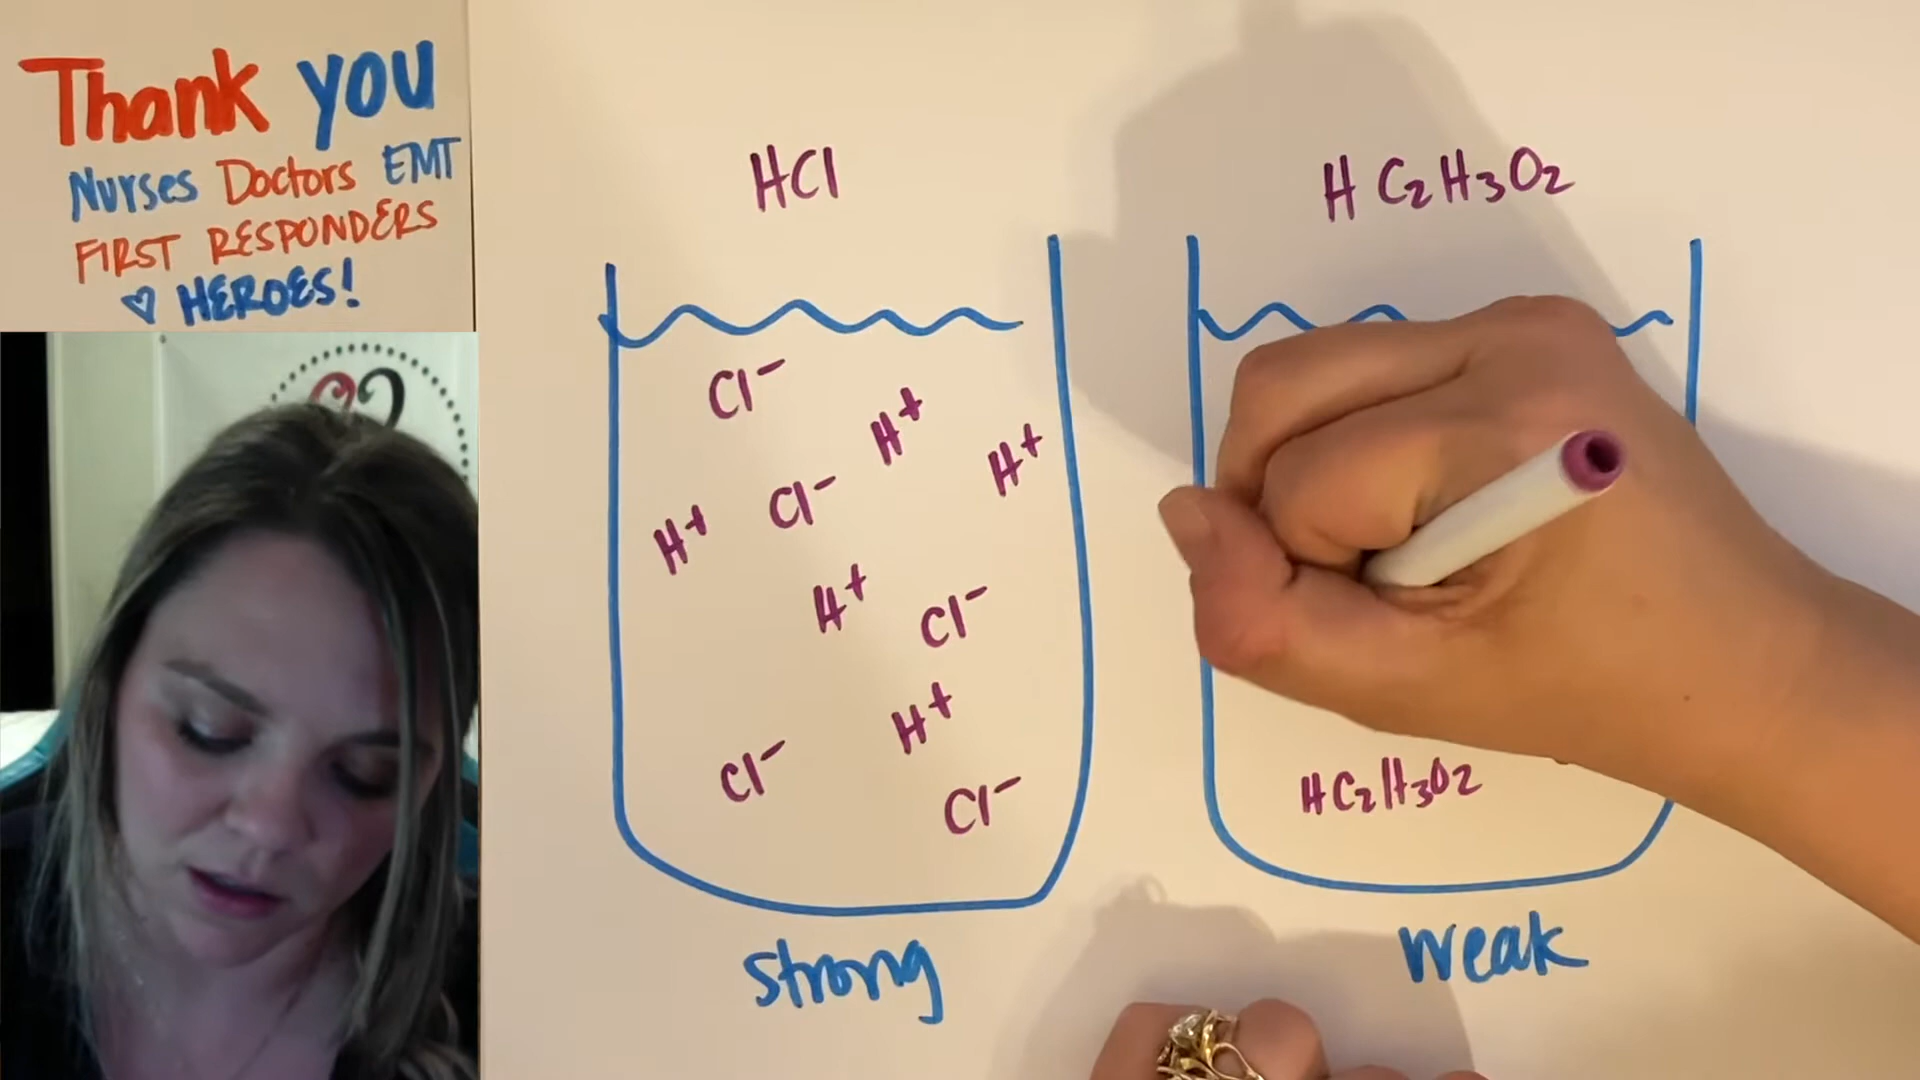 Thank you
Nurses Doctors EMT
FIRST RESPONDERS
♡ HEROES!
HCl
Cl⁻
H⁺
H⁺
Cl⁻
H⁺
H⁺
Cl⁻
H⁺
Cl⁻
Cl⁻
strong
HC₂H₃O₂
HC₂H₃O₂
weak